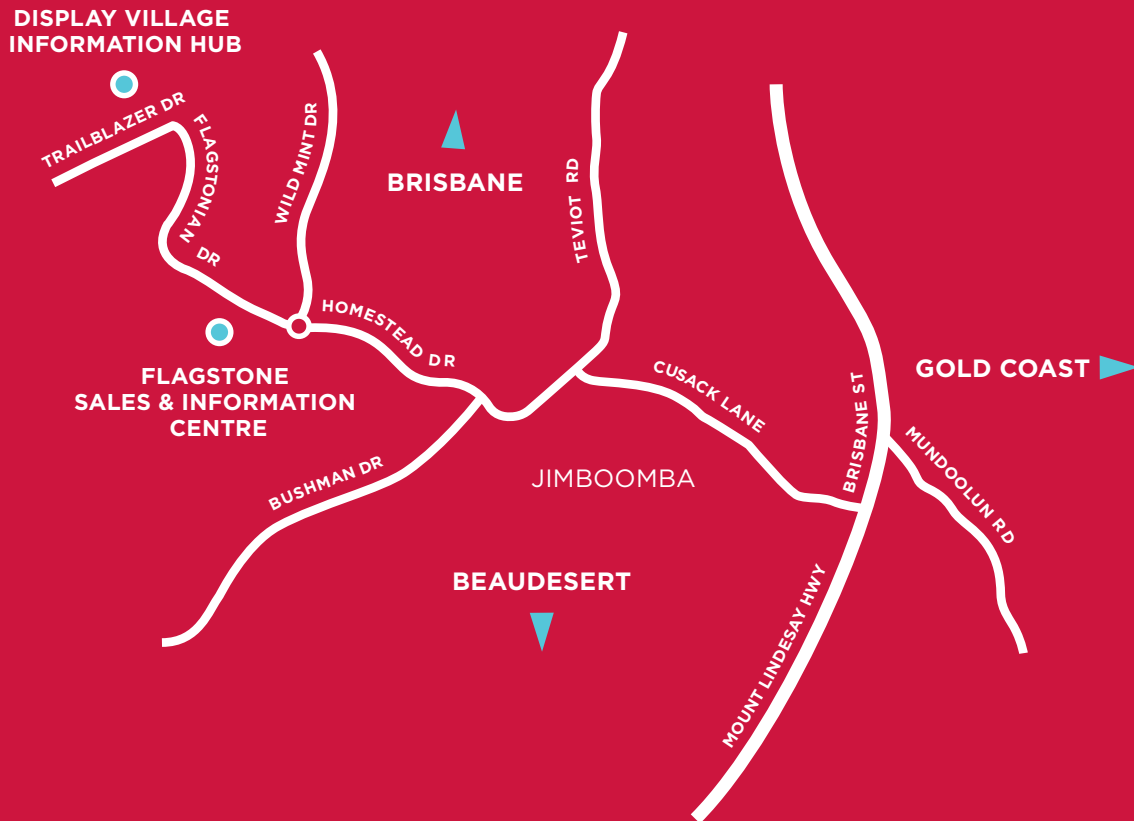 DISPLAY VILLAGE
INFORMATION HUB
TRAILBLAZER DR
FLAGSTONIAN DR
WILD MINT DR
BRISBANE
TEVIOT RD
HOMESTEAD DR
FLAGSTONE
SALES & INFORMATION
CENTRE
CUSACK LANE
GOLD COAST
BRISBANE ST
MUNDOOLUN RD
BUSHMAN DR
JIMBOOMBA
BEAUDESERT
MOUNT LINDESAY HWY